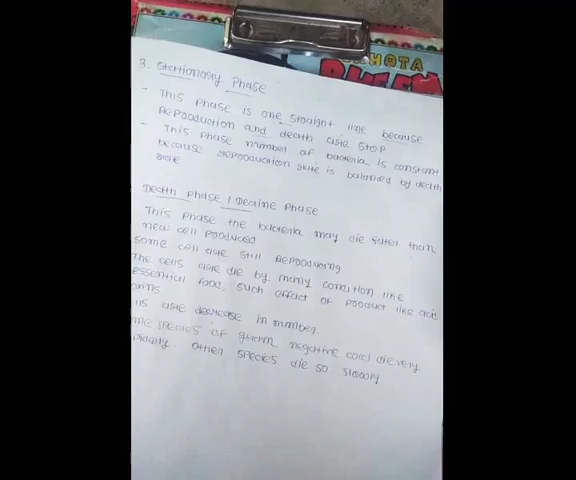 3. Stationary Phase
- This phase is one straight line because
Reproduction and death are stop
- This phase number of bacteria is constant
because reproduction rate is balanced by death
rate
Death phase / Decline Phase
This phase the bacteria may die faster than
new cell produced
some cell are still Reproducing
The cells are die by many condition like
essential food, such effect of product like acid
are decrease in number.
species of gram negative cocci die very
Other species die so slowly
CHOTA
BHEEM